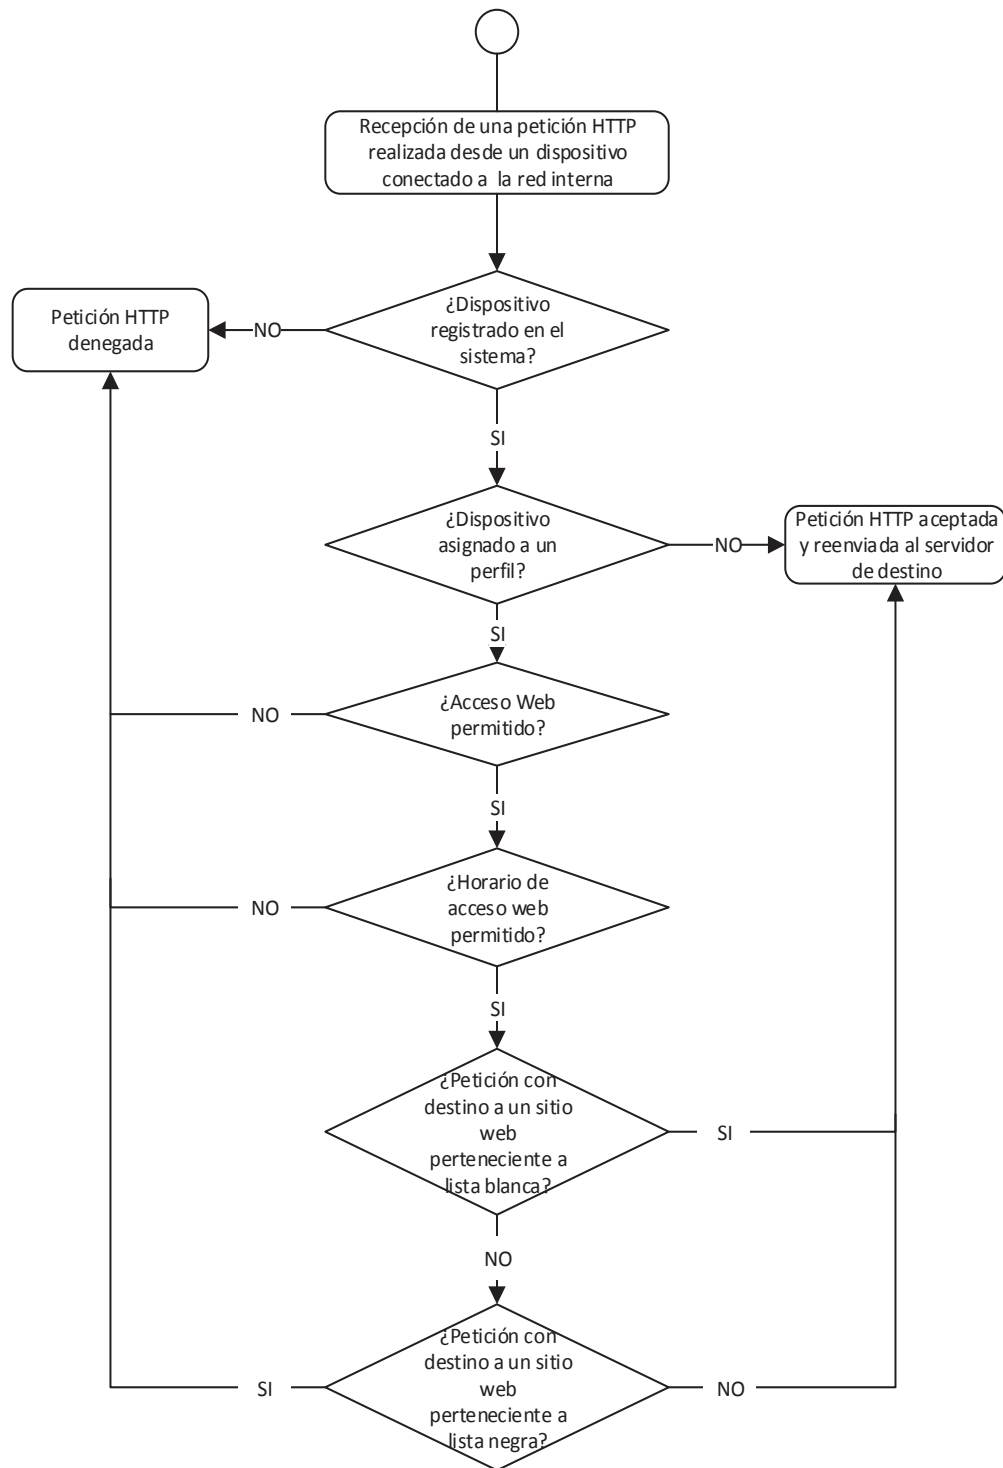 Recepción de una petición HTTP
realizada desde un dispositivo
conectado a la red interna
¿Dispositivo
registrado en el
sistema?
NO
Petición HTTP
denegada
SI
¿Dispositivo
asignado a un
perfil?
NO
Petición HTTP aceptada
y reenviada al servidor
de destino
SI
¿Acceso Web
permitido?
NO
SI
¿Horario de
acceso web
permitido?
NO
SI
¿Petición con
destino a un sitio
web
perteneciente a
lista blanca?
SI
NO
¿Petición con
destino a un sitio
web
perteneciente a
lista negra?
SI
NO